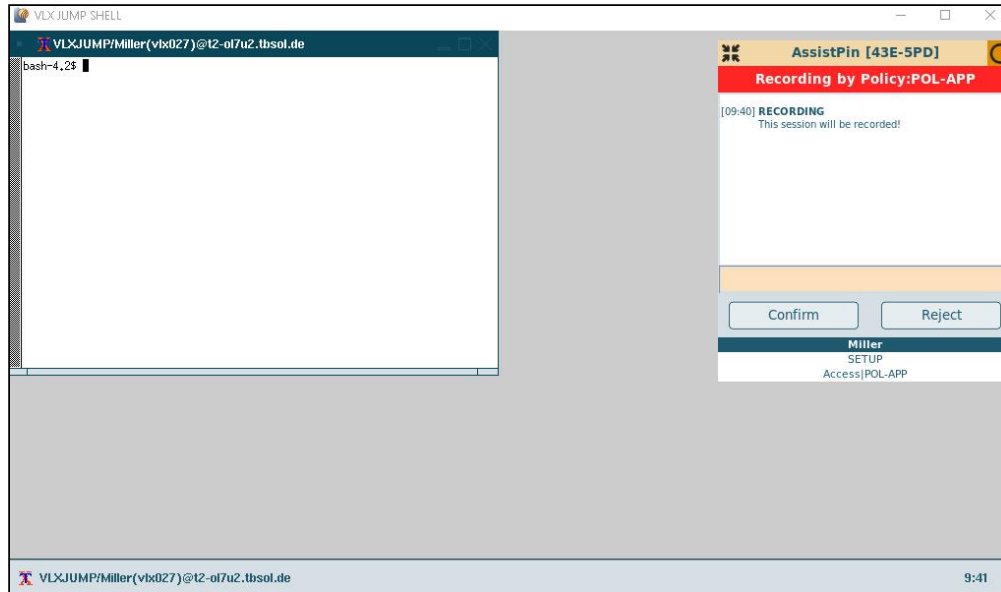 VLX JUMP SHELL
VLXJUMP/Miller(vlx027)@t2-ol7u2.tbsol.de
bash-4.2$
AssistPin [43E-5PD]
Recording by Policy:POL-APP
[09:40] RECORDING
This session will be recorded!
Confirm Reject
Miller
SETUP
Access|POL-APP
VLXJUMP/Miller(vlx027)@t2-ol7u2.tbsol.de 9:41